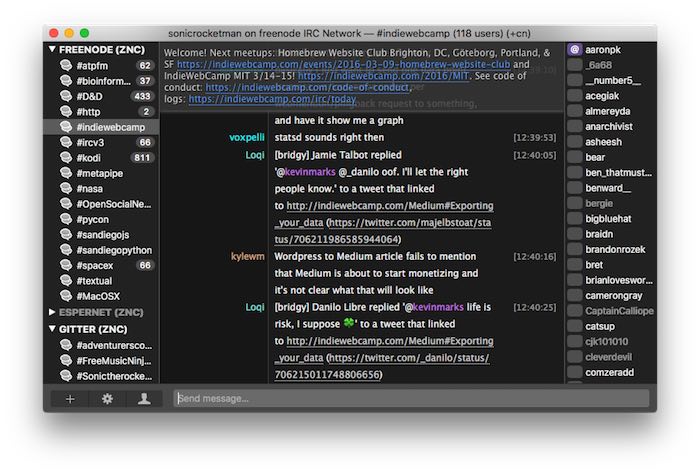 sonicrocketman on freenode IRC Network — #indiewebcamp (118 users) (+cn)
FREENODE (ZNC)
#atpfm 62
#bioinform... 37
#D&D 433
#http 2
#indiewebcamp
#ircv3 66
#kodi 811
#metapipe
#nasa
#OpenSocialNe...
#pycon
#sandiegojs
#sandiegopython
#spacex 66
#textual
#MacOSX
ESPERNET (ZNC)
GITTER (ZNC)
#adventurersco...
#FreeMusicNinj...
#Sonictherocke...
Welcome! Next meetups: Homebrew Website Club Brighton, DC, Göteborg, Portland, &
SF https://indiewebcamp.com/events/2016-03-09-homebrew-website-club and
IndieWebCamp MIT 3/14-15! https://indiewebcamp.com/2016/MIT. See code of
conduct: https://indiewebcamp.com/code-of-conduct,
logs: https://indiewebcamp.com/irc/today
request to something,
and have it show me a graph
voxpelli statsd sounds right then [12:39:53]
Loqi [bridgy] Jamie Talbot replied [12:40:05]
'@kevinmarks @_danilo oof. I'll let the right
people know.' to a tweet that linked
to http://indiewebcamp.com/Medium#Exporting
_your_data (https://twitter.com/majelbstoat/sta
tus/706211986585944064)
kylewm Wordpress to Medium article fails to mention [12:40:16]
that Medium is about to start monetizing and
it's not clear what that will look like
Loqi [bridgy] Danilo Libre replied '@kevinmarks life is [12:40:25]
risk, I suppose 🍀' to a tweet that linked
to http://indiewebcamp.com/Medium#Exporting
_your_data (https://twitter.com/_danilo/status/
706215011748806656)
Send message...
@ aaronpk
_6a68
__number5__
acegiak
almereyda
anarchivist
asheesh
bear
ben_thatmust...
benward__
bergie
bigbluehat
braidn
brandonrozek
bret
brianloveswor...
camerongray
CaptainCalliope
catsup
cjk101010
cleverdevil
comzeradd